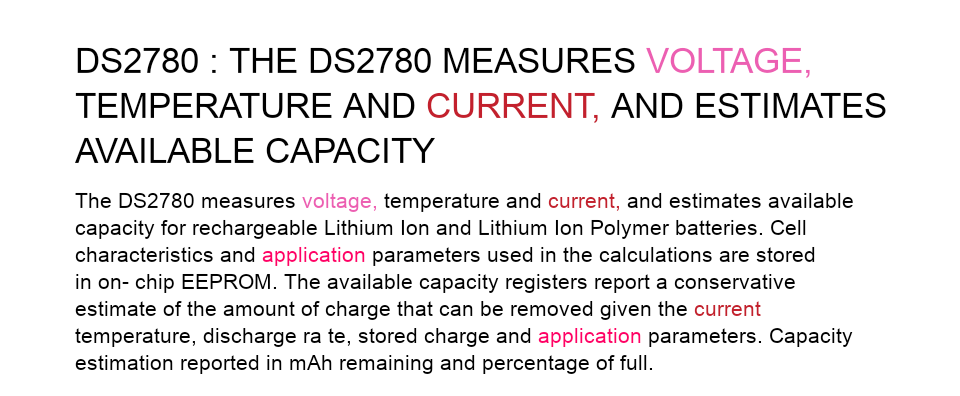 DS2780 : THE DS2780 MEASURES VOLTAGE,
TEMPERATURE AND CURRENT, AND ESTIMATES
AVAILABLE CAPACITY
The DS2780 measures voltage, temperature and current, and estimates available
capacity for rechargeable Lithium Ion and Lithium Ion Polymer batteries. Cell
characteristics and application parameters used in the calculations are stored
in on- chip EEPROM. The available capacity registers report a conservative
estimate of the amount of charge that can be removed given the current
temperature, discharge ra te, stored charge and application parameters. Capacity
estimation reported in mAh remaining and percentage of full.